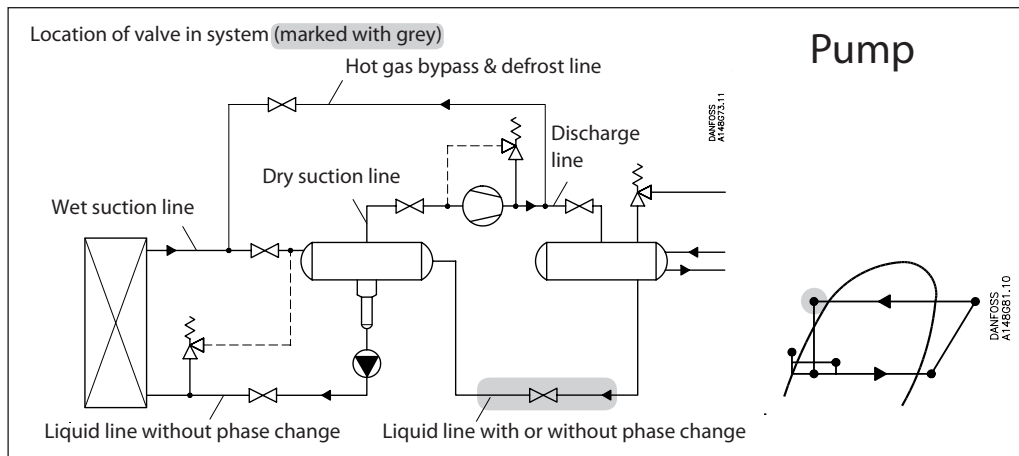 Location of valve in system (marked with grey)
Pump
Hot gas bypass & defrost line
DANFOSS
A148G73.11
Discharge
line
Dry suction line
Wet suction line
DANFOSS
A148G81.10
Liquid line without phase change
Liquid line with or without phase change